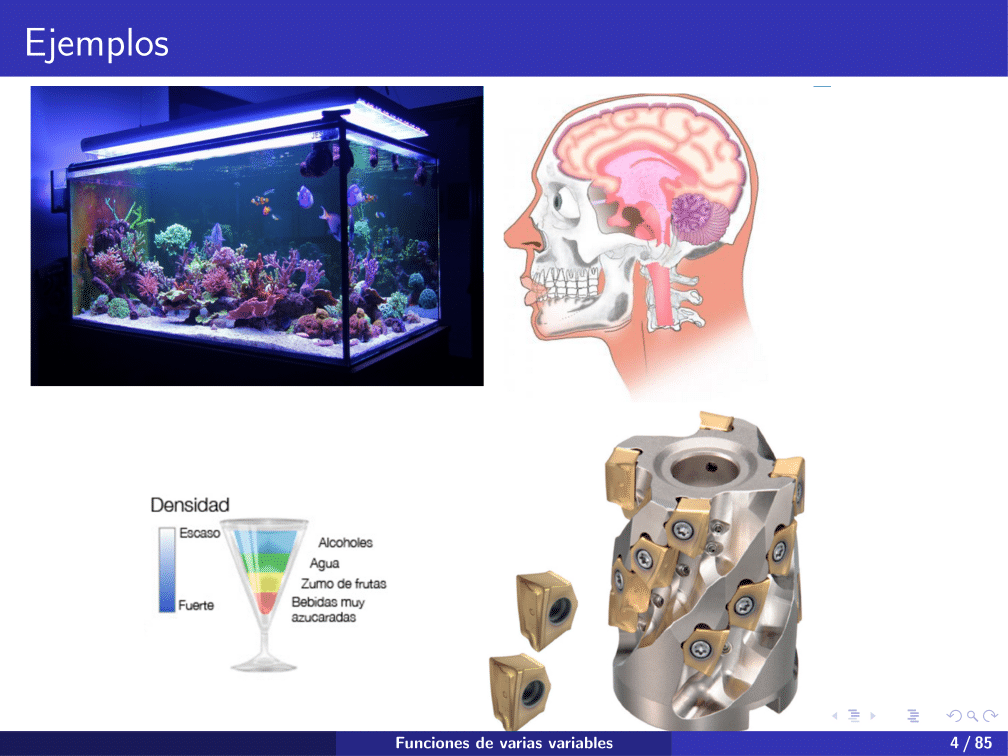 Ejemplos
Densidad
Escaso
Fuerte
Alcoholes
Agua
Zumo de frutas
Bebidas muy
azucaradas
Funciones de varias variables
4 / 85